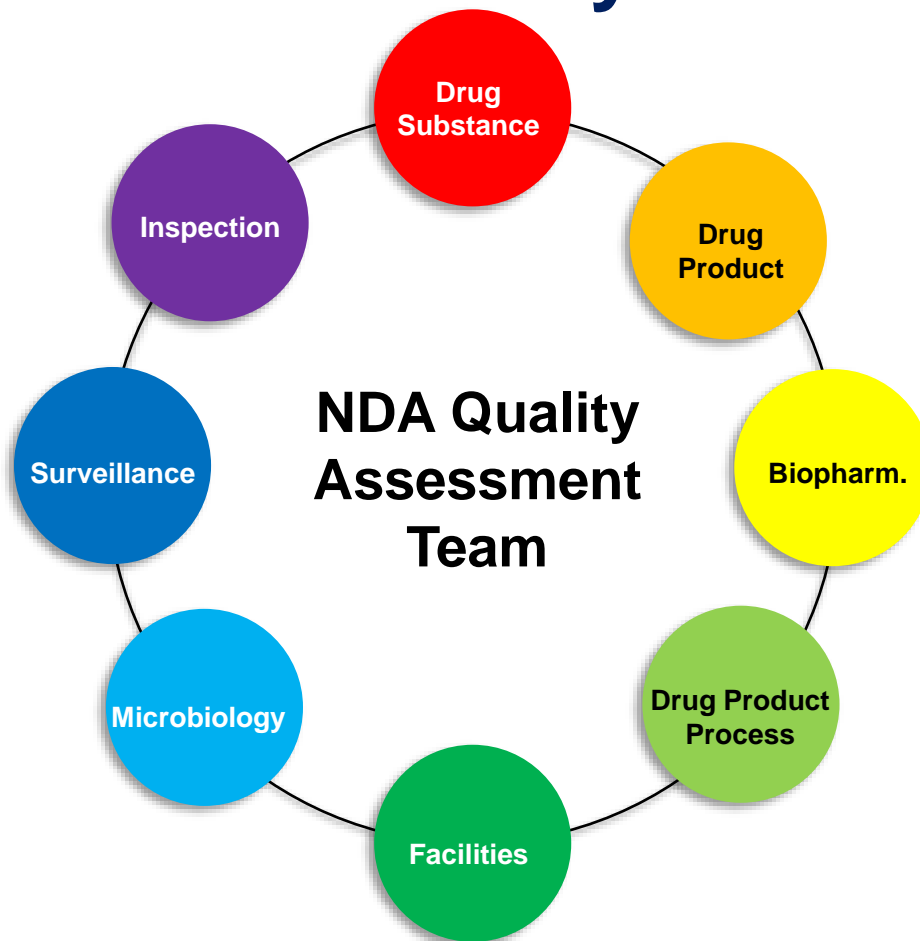 Drug
Substance
Drug
Product
Biopharm.
Drug Product
Process
Facilities
Microbiology
Surveillance
Inspection
NDA Quality
Assessment
Team